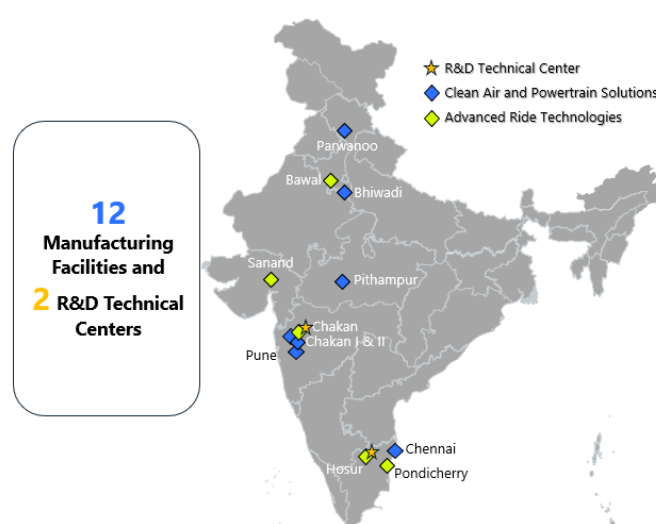 R&D Technical Center
Clean Air and Powertrain Solutions
Advanced Ride Technologies
12
Manufacturing
Facilities and
2 R&D Technical
Centers
Parwanoo
Bawal
Bhiwadi
Sanand
Pithampur
Chakan
Chakan I & II
Pune
Chennai
Hosur
Pondicherry